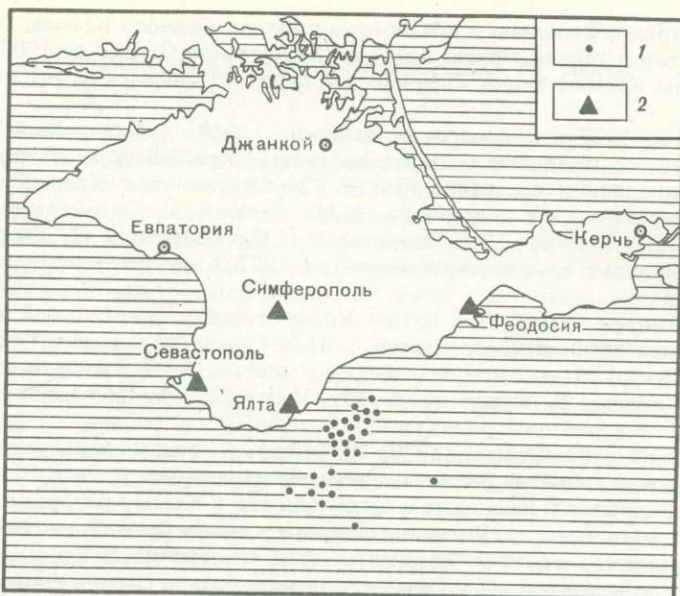 1
2
Джанкой
Евпатория
Керчь
Симферополь
Феодосия
Севастополь
Ялта